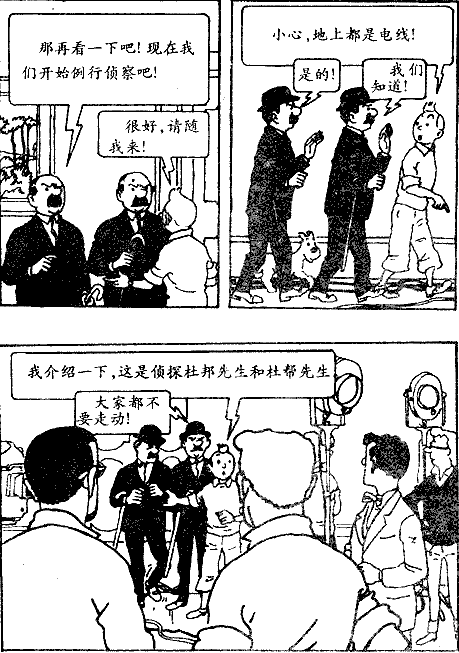 那再看一下吧! 现在我
们开始例行侦察吧!
很好,请随
我来!
小心,地上都是电线!
是的!
我们
知道!
我介绍一下,这是侦探杜邦先生和杜帮先生
大家都不
要走动!